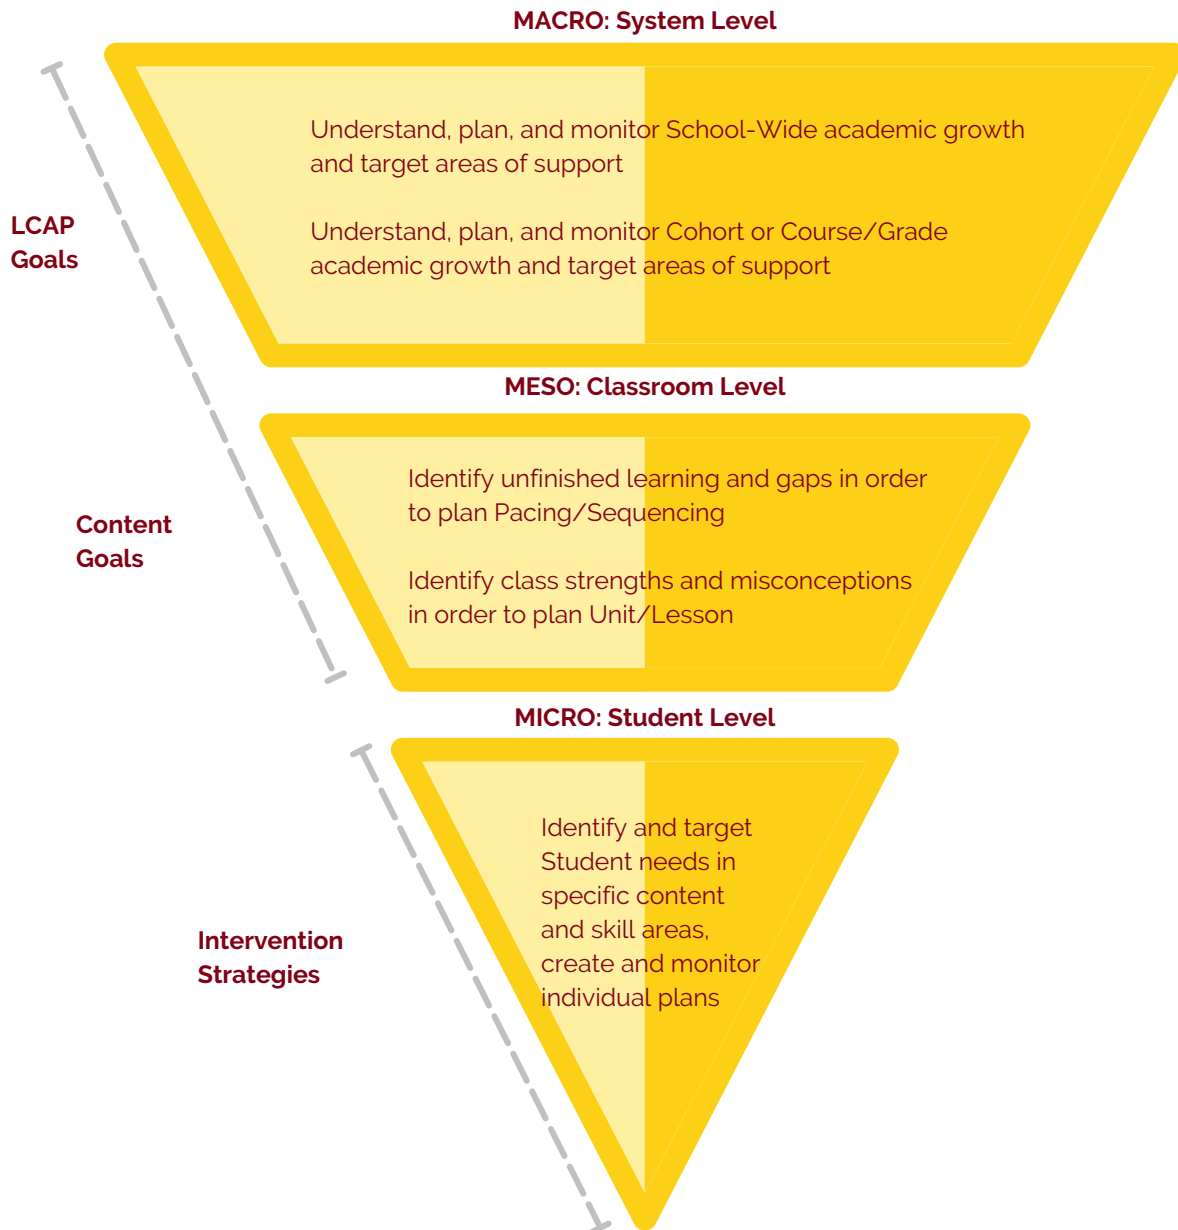 MACRO: System Level
Understand, plan, and monitor School-Wide academic growth
and target areas of support
LCAP
Goals
Understand, plan, and monitor Cohort or Course/Grade
academic growth and target areas of support
MESO: Classroom Level
Identify unfinished learning and gaps in order
to plan Pacing/Sequencing
Content
Goals
Identify class strengths and misconceptions
in order to plan Unit/Lesson
MICRO: Student Level
Identify and target
Student needs in
specific content
and skill areas,
create and monitor
individual plans
Intervention
Strategies